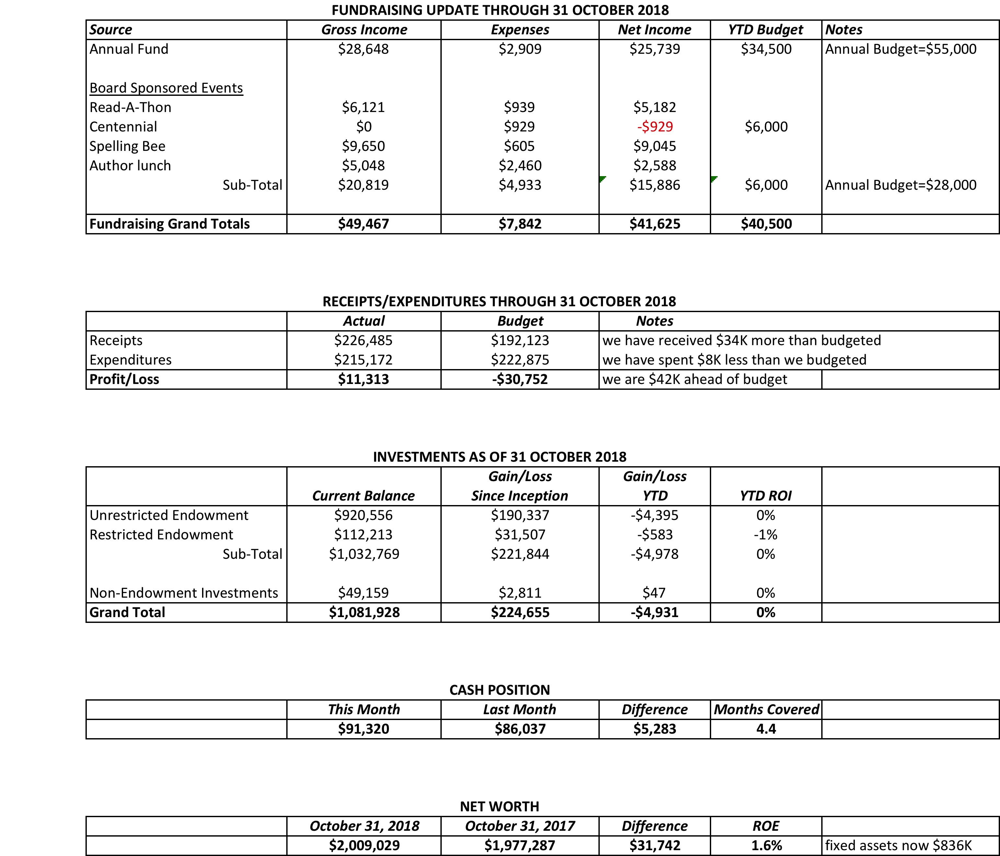 FUNDRAISING UPDATE THROUGH 31 OCTOBER 2018
Source Gross Income Expenses Net Income YTD Budget Notes
Annual Fund $28,648 $2,909 $25,739 $34,500 Annual Budget=$55,000
Board Sponsored Events
Read-A-Thon $6,121 $939 $5,182
Centennial $0 $929 -$929 $6,000
Spelling Bee $9,650 $605 $9,045
Author lunch $5,048 $2,460 $2,588
Sub-Total $20,819 $4,933 $15,886 $6,000 Annual Budget=$28,000
Fundraising Grand Totals $49,467 $7,842 $41,625 $40,500
RECEIPTS/EXPENDITURES THROUGH 31 OCTOBER 2018
Actual Budget Notes
Receipts $226,485 $192,123 we have received $34K more than budgeted
Expenditures $215,172 $222,875 we have spent $8K less than we budgeted
Profit/Loss $11,313 -$30,752 we are $42K ahead of budget
INVESTMENTS AS OF 31 OCTOBER 2018
Gain/Loss Gain/Loss
Current Balance Since Inception YTD YTD ROI
Unrestricted Endowment $920,556 $190,337 -$4,395 0%
Restricted Endowment $112,213 $31,507 -$583 -1%
Sub-Total $1,032,769 $221,844 -$4,978 0%
Non-Endowment Investments $49,159 $2,811 $47 0%
Grand Total $1,081,928 $224,655 -$4,931 0%
CASH POSITION
This Month Last Month Difference Months Covered
$91,320 $86,037 $5,283 4.4
NET WORTH
October 31, 2018 October 31, 2017 Difference ROE
$2,009,029 $1,977,287 $31,742 1.6% fixed assets now $836K